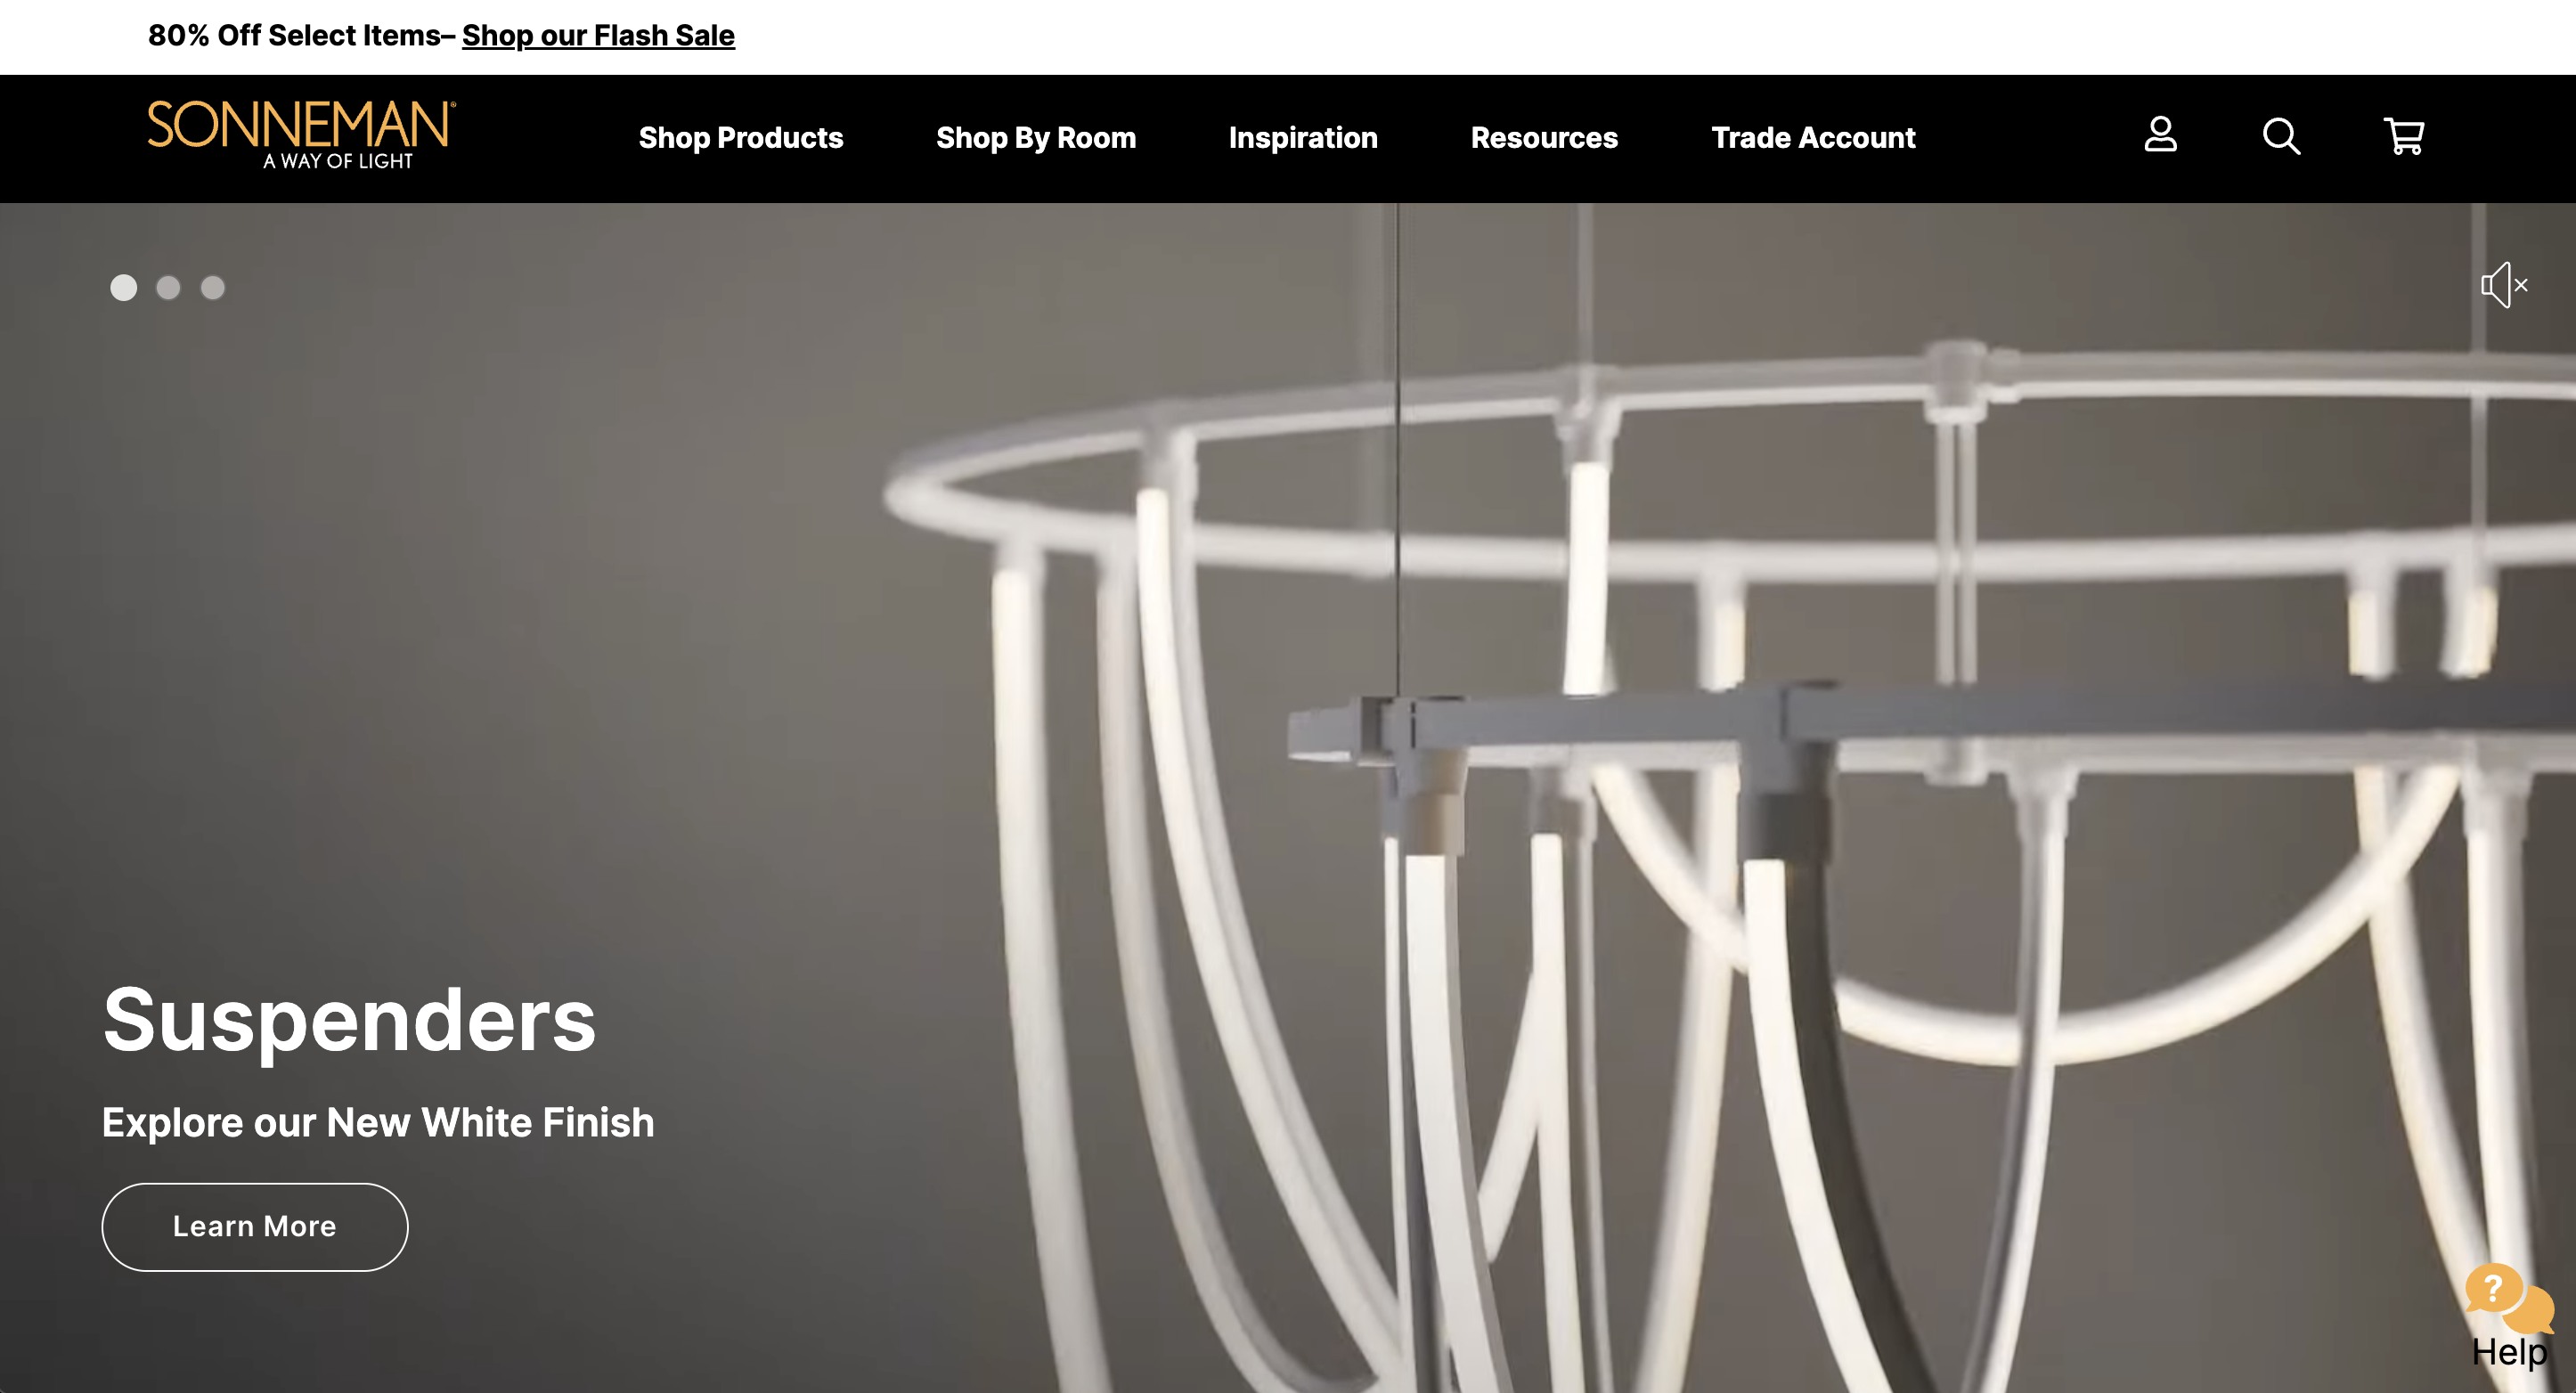 80% Off Select Items– Shop our Flash Sale
SONNEMAN®
A WAY OF LIGHT
Shop Products
Shop By Room
Inspiration
Resources
Trade Account
Suspenders
Explore our New White Finish
Learn More
?
Help